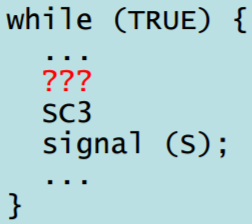 while (TRUE) {
...
???
SC3
signal (S);
...
}